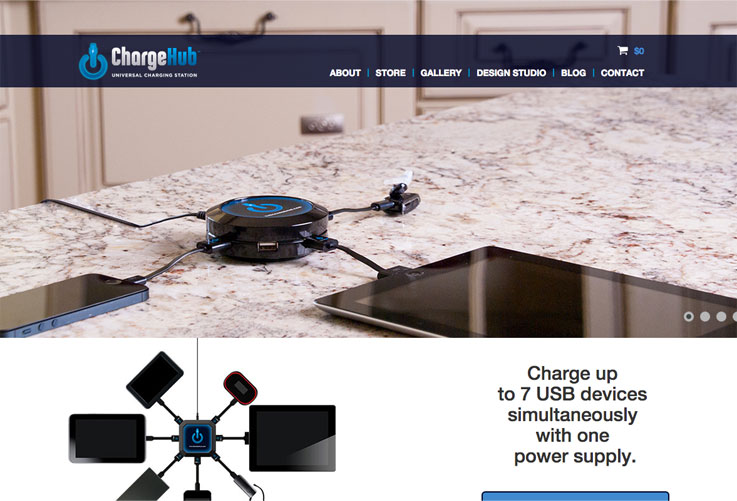 ChargeHub™
UNIVERSAL CHARGING STATION
$0
ABOUT | STORE | GALLERY | DESIGN STUDIO | BLOG | CONTACT
Charge up
to 7 USB devices
simultaneously
with one
power supply.